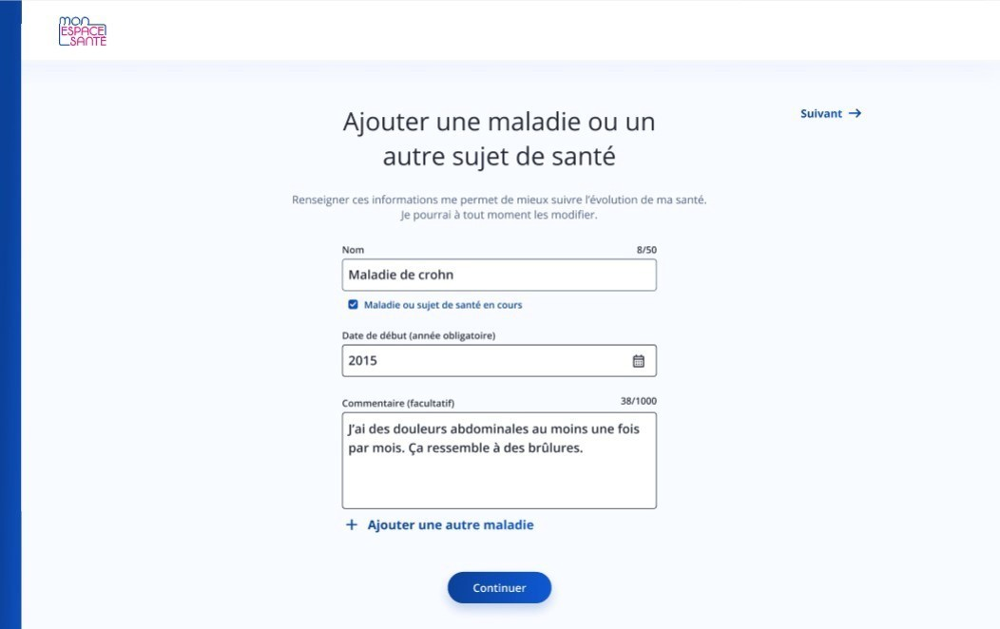 mon
ESPACE
SANTÉ
Suivant →
Ajouter une maladie ou un
autre sujet de santé
Renseigner ces informations me permet de mieux suivre l'évolution de ma santé.
Je pourrai à tout moment les modifier.
Nom 8/50
Maladie de crohn
Maladie ou sujet de santé en cours
Date de début (année obligatoire)
2015
Commentaire (facultatif) 38/1000
J'ai des douleurs abdominales au moins une fois
par mois. Ça ressemble à des brûlures.
+ Ajouter une autre maladie
Continuer